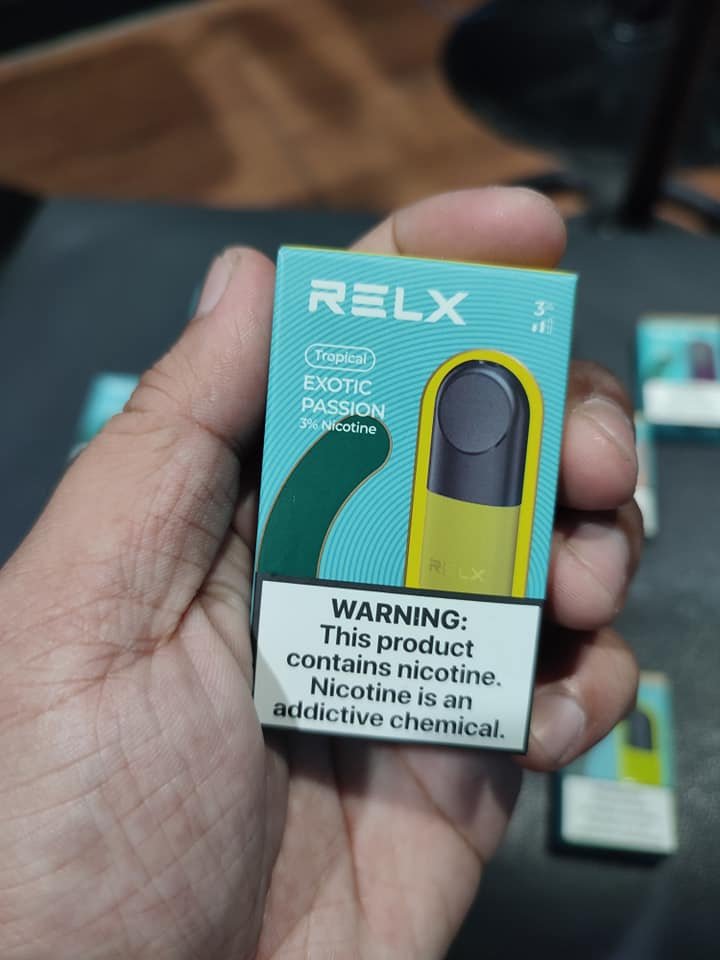 RELX
3%
Tropical
EXOTIC
PASSION
3% Nicotine
RELX
WARNING:
This product
contains nicotine.
Nicotine is an
addictive chemical.